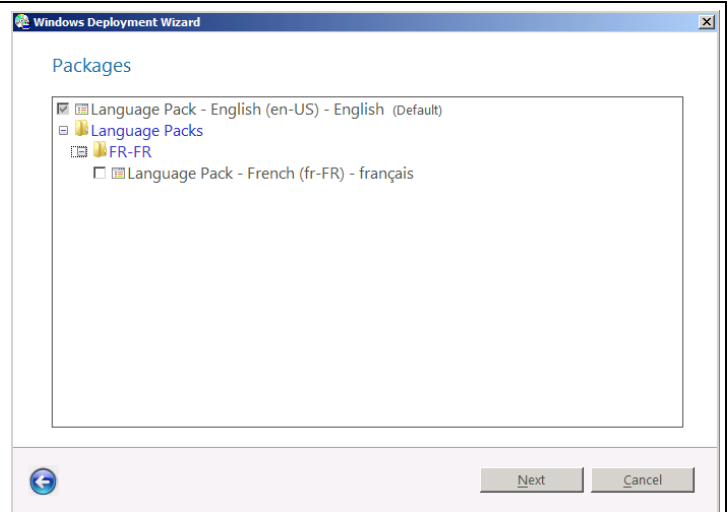 Windows Deployment Wizard
Packages
Language Pack - English (en-US) - English (Default)
Language Packs
FR-FR
Language Pack - French (fr-FR) - français
Next
Cancel